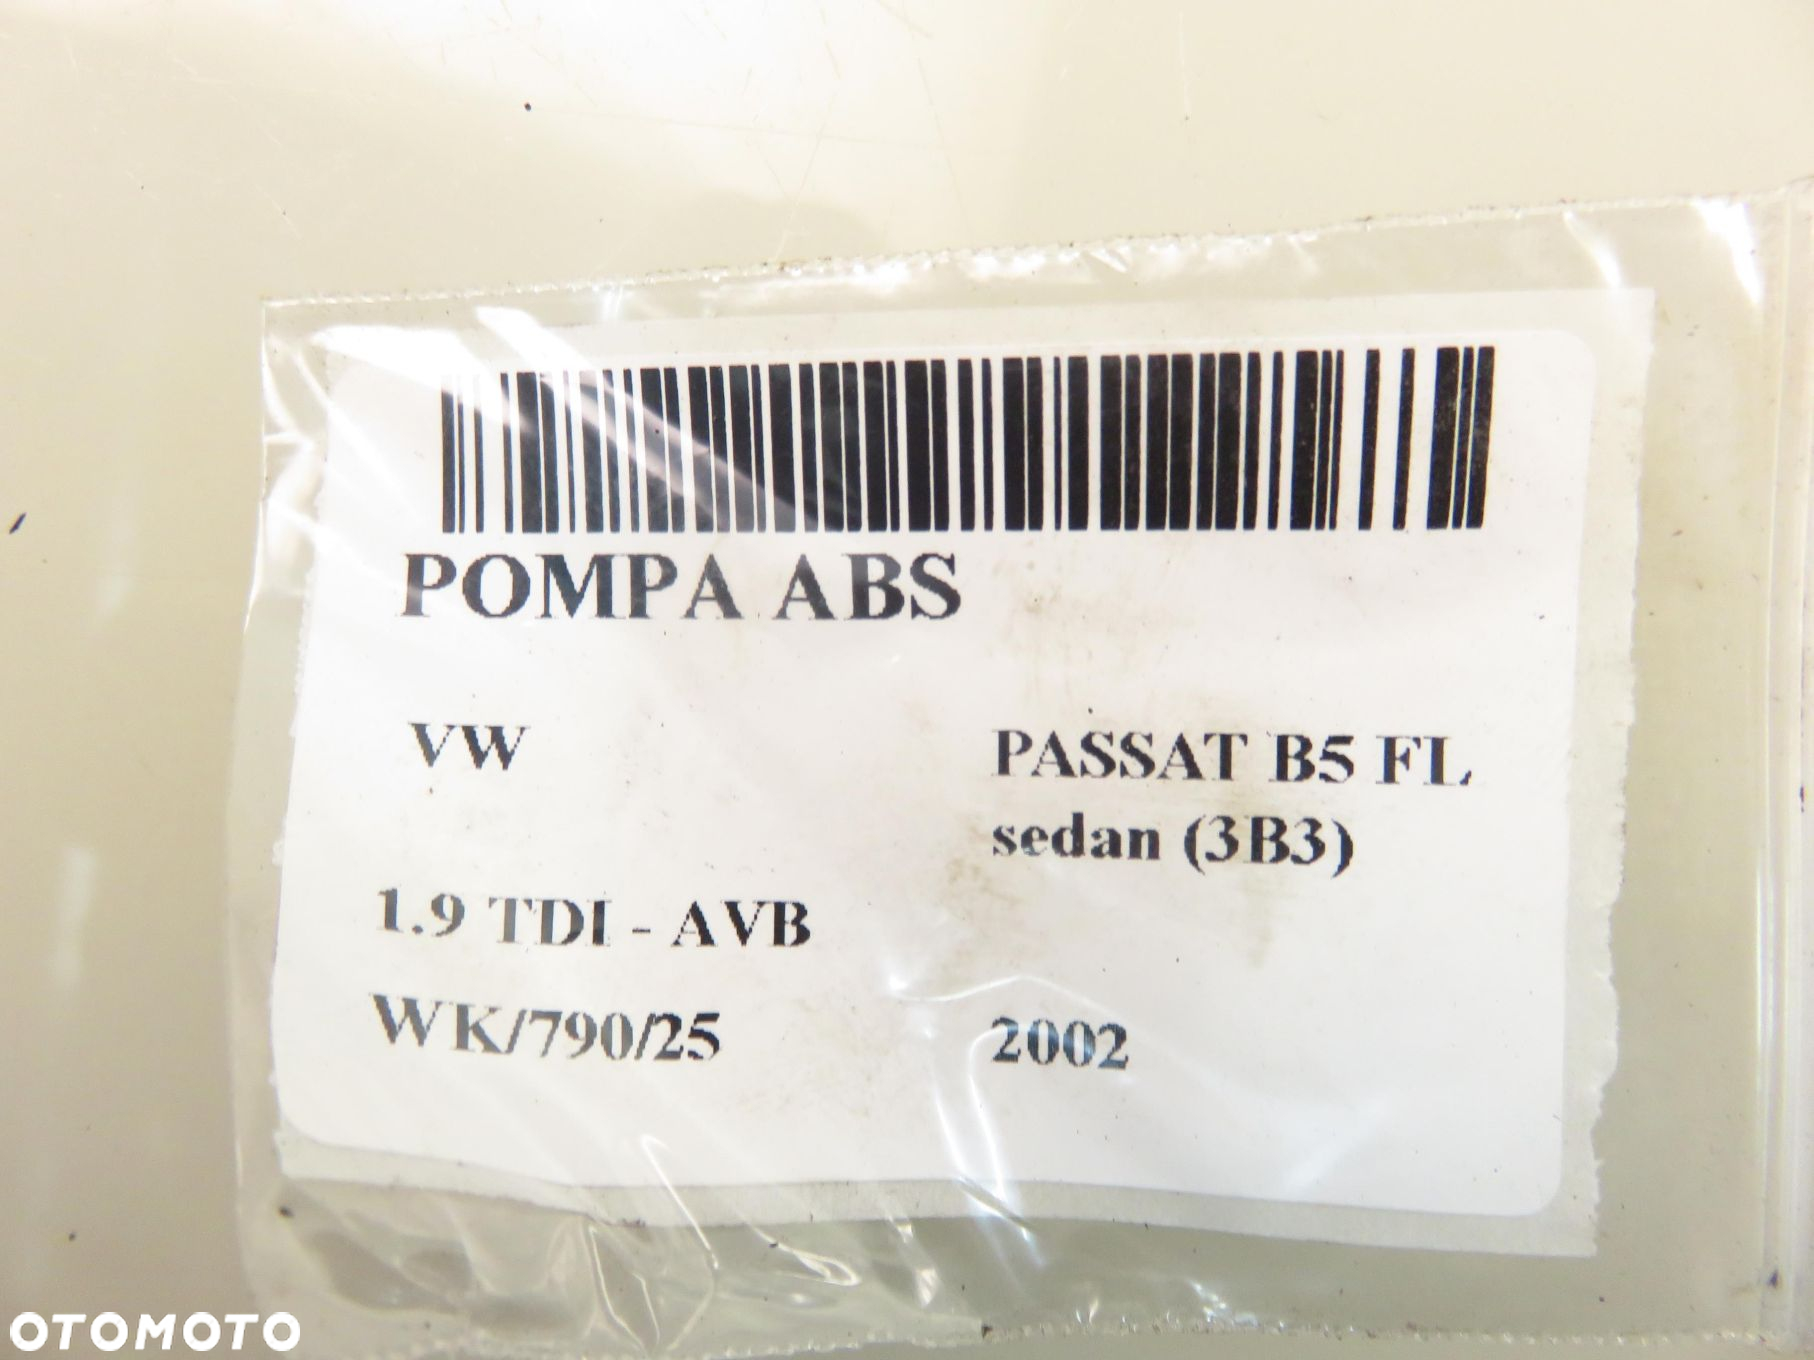 POMPA ABS
VW
PASSAT B5 FL
sedan (3B3)
1.9 TDI - AVB
WK/790/25
2002
OTOMOTO